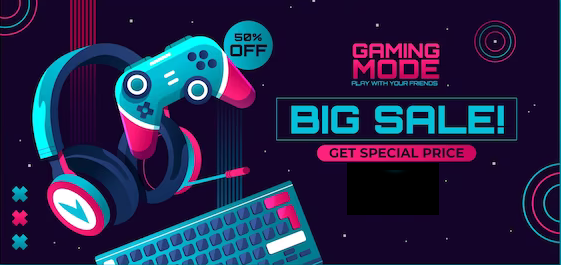 50%
OFF
GAMING
MODE
PLAY WITH YOUR FRIENDS
BIG SALE!
GET SPECIAL PRICE